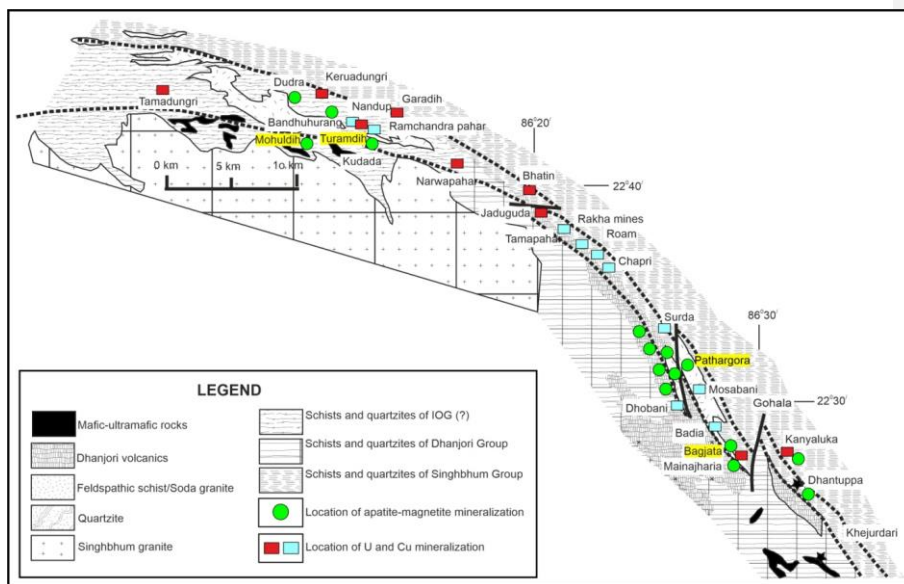 Keruadungri
Dudra
Tamadungri
Nandup
Garadih
Bandhuhurang
Ramchandra pahar
Mohuldih
Turamdih
Kudada
0 km
5 km
10 km
Narwapahar
86°20'
Bhatin
22°40'
Jaduguda
Rakha mines
Tamapahar
Roam
Chapri
Surda
86°30'
Pathargora
Mosabani
Gohala
22°30'
Dhobani
Badia
Kanyaluka
Bagjata
Mainajharia
Dhantuppa
Khejurdari
LEGEND
Mafic-ultramafic rocks
Dhanjori volcanics
Feldspathic schist/Soda granite
Quartzite
Singhbhum granite
Schists and quartzites of IOG (?)
Schists and quartzites of Dhanjori Group
Schists and quartzites of Singhbhum Group
Location of apatite-magnetite mineralization
Location of U and Cu mineralization